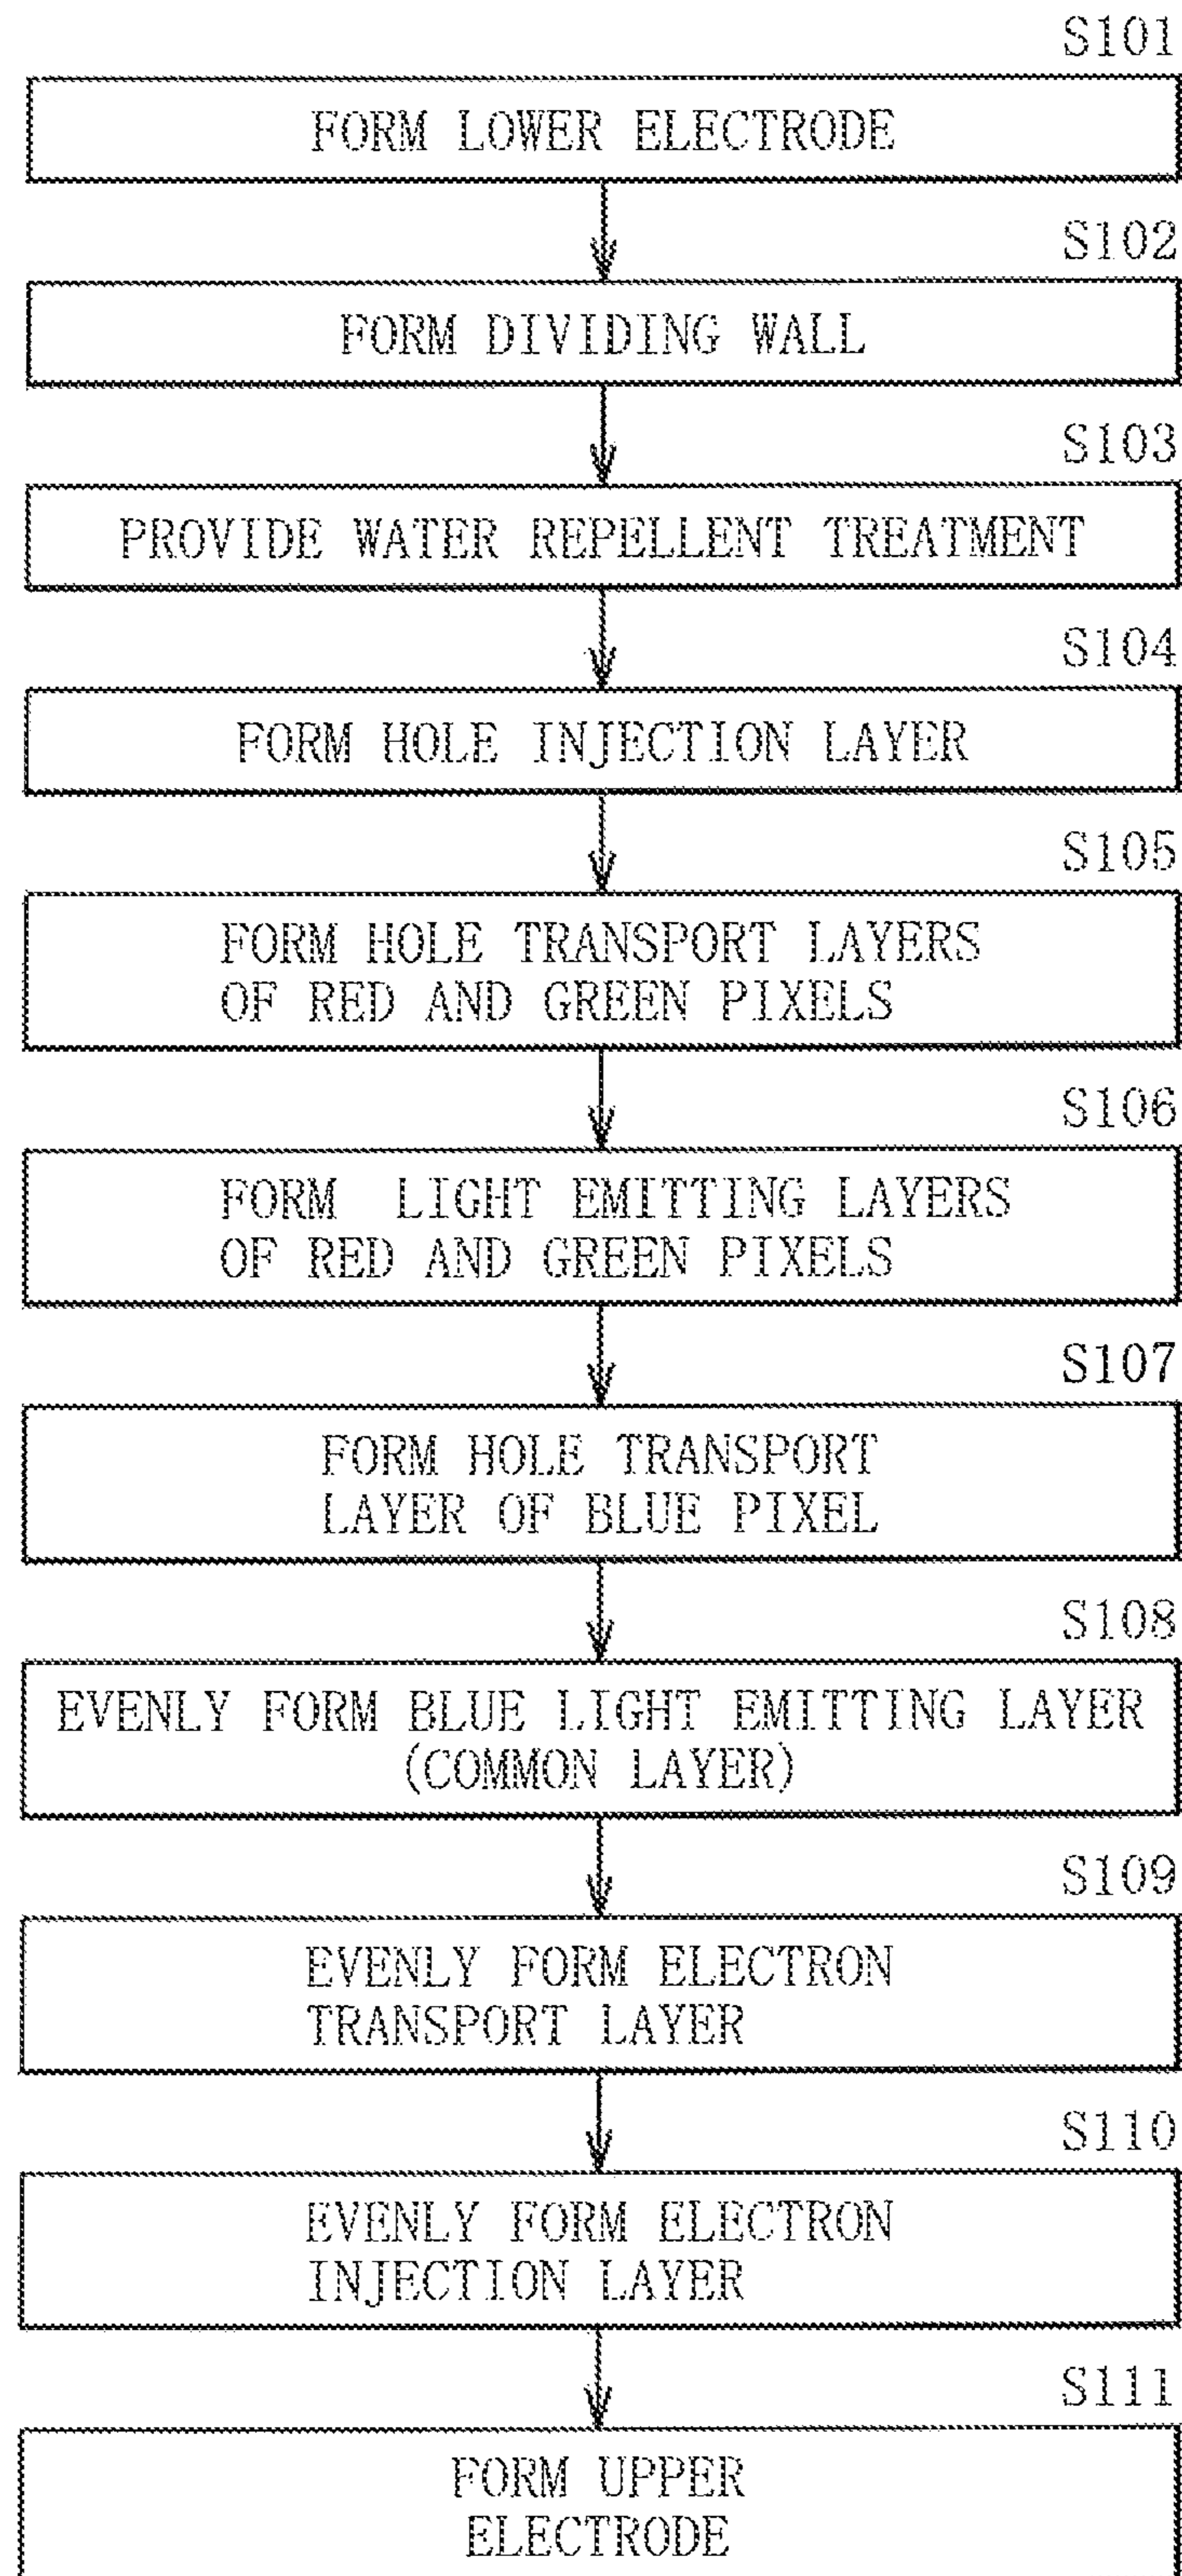 S101
FORM LOWER ELECTRODE
S102
FORM DIVIDING WALL
S103
PROVIDE WATER REPELLENT TREATMENT
S104
FORM HOLE INJECTION LAYER
S105
FORM HOLE TRANSPORT LAYERS
OF RED AND GREEN PIXELS
S106
FORM LIGHT EMITTING LAYERS
OF RED AND GREEN PIXELS
S107
FORM HOLE TRANSPORT
LAYER OF BLUE PIXEL
S108
EVENLY FORM BLUE LIGHT EMITTING LAYER
(COMMON LAYER)
S109
EVENLY FORM ELECTRON
TRANSPORT LAYER
S110
EVENLY FORM ELECTRON
INJECTION LAYER
S111
FORM UPPER
ELECTRODE